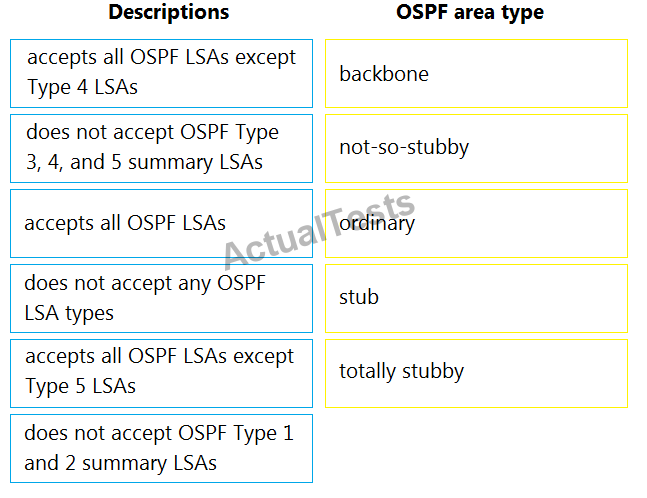 Descriptions
OSPF area type
accepts all OSPF LSAs except
Type 4 LSAs
backbone
does not accept OSPF Type
3, 4, and 5 summary LSAs
not-so-stubby
accepts all OSPF LSAs
ordinary
does not accept any OSPF
LSA types
stub
accepts all OSPF LSAs except
Type 5 LSAs
totally stubby
does not accept OSPF Type 1
and 2 summary LSAs
ActualTests